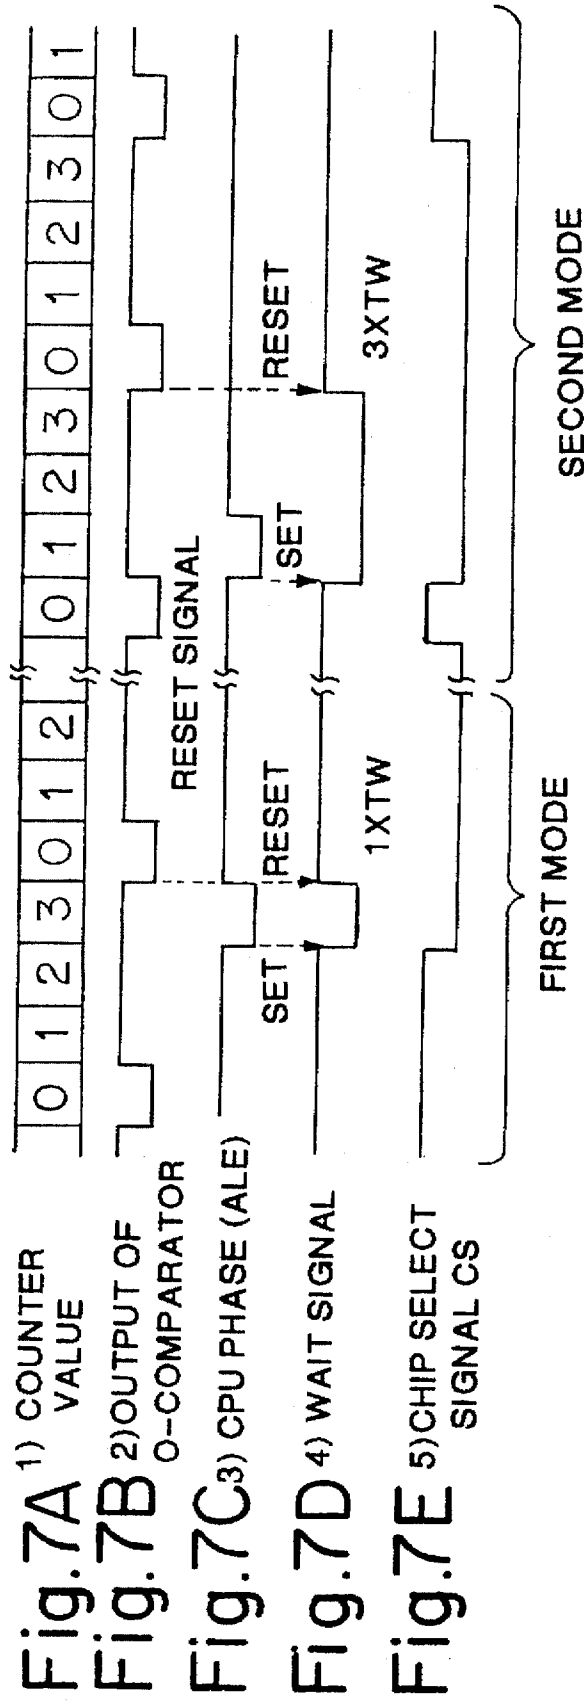 Fig.7A 1) COUNTER
VALUE
0 1 2 3 0 1 2 0 1 2 3 0 1 2 3 0 1
Fig.7B 2)OUTPUT OF
O-COMPARATOR
RESET SIGNAL
Fig.7C 3) CPU PHASE (ALE)
SET RESET SET RESET
Fig.7D 4) WAIT SIGNAL
1XTW 3XTW
Fig.7E 5)CHIP SELECT
SIGNAL CS
FIRST MODE SECOND MODE